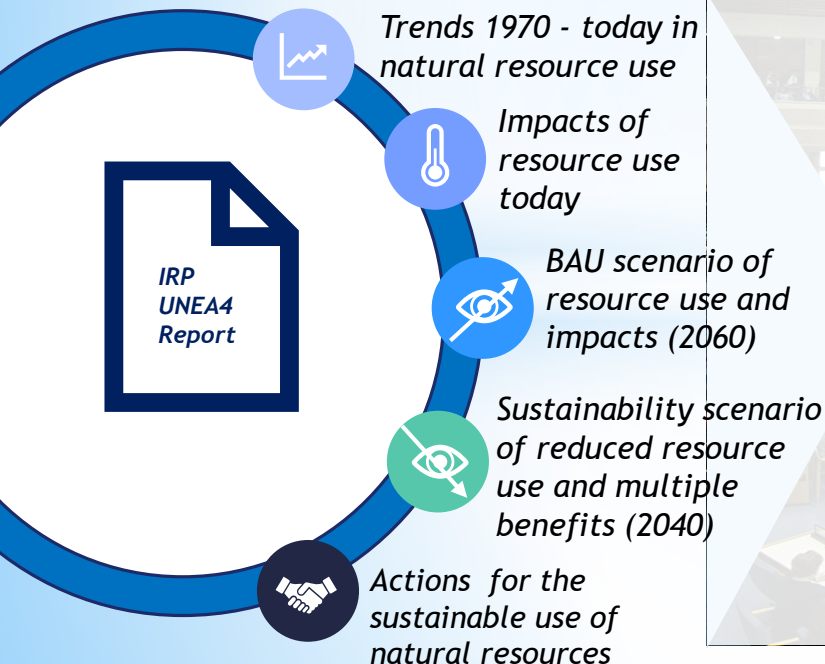 Trends 1970 - today in
natural resource use
Impacts of
resource use
today
IRP
UNEA4
Report
BAU scenario of
resource use and
impacts (2060)
Sustainability scenario
of reduced resource
use and multiple
benefits (2040)
Actions for the
sustainable use of
natural resources